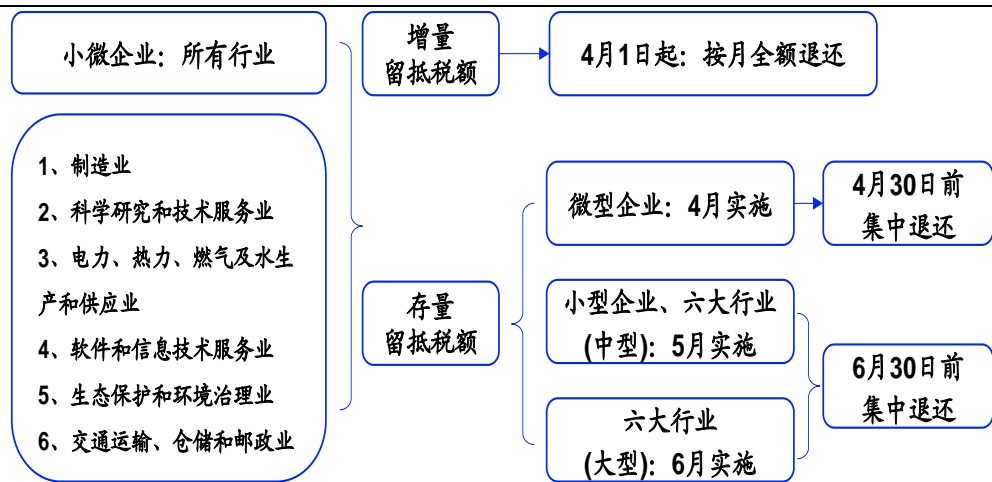 小微企业：所有行业
1、制造业
2、科学研究和技术服务业
3、电力、热力、燃气及水生
产和供应业
4、软件和信息技术服务业
5、生态保护和环境治理业
6、交通运输、仓储和邮政业
增量
留抵税额
4月1日起：按月全额退还
存量
留抵税额
微型企业：4月实施
4月30日前
集中退还
小型企业、六大行业
(中型)：5月实施
六大行业
(大型)：6月实施
6月30日前
集中退还